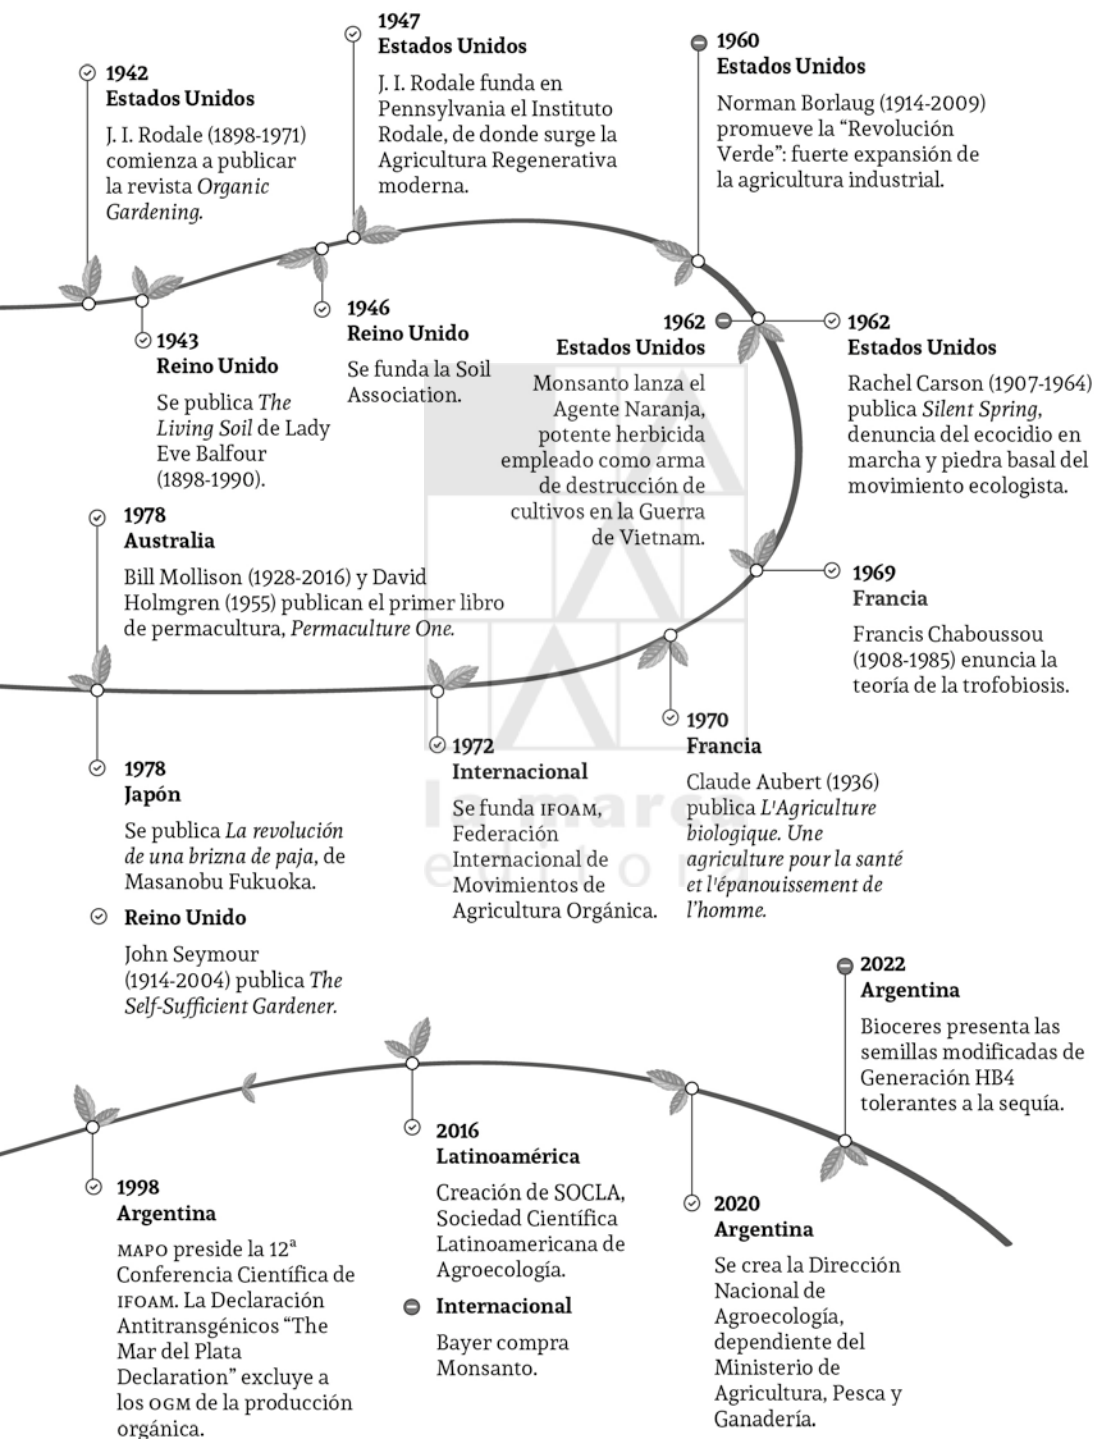 1942
Estados Unidos
J. I. Rodale (1898-1971)
comienza a publicar
la revista Organic
Gardening.
1943
Reino Unido
Se publica The
Living Soil de Lady
Eve Balfour
(1898-1990).
1946
Reino Unido
Se funda la Soil
Association.
1947
Estados Unidos
J. I. Rodale funda en
Pennsylvania el Instituto
Rodale, de donde surge la
Agricultura Regenerativa
moderna.
1960
Estados Unidos
Norman Borlaug (1914-2009)
promueve la “Revolución
Verde”: fuerte expansión de
la agricultura industrial.
1962
Estados Unidos
Monsanto lanza el
Agente Naranja,
potente herbicida
empleado como arma
de destrucción de
cultivos en la Guerra
de Vietnam.
1962
Estados Unidos
Rachel Carson (1907-1964)
publica Silent Spring,
denuncia del ecocidio en
marcha y piedra basal del
movimiento ecologista.
1969
Francia
Francis Chaboussou
(1908-1985) enuncia la
teoría de la trofobiosis.
1970
Francia
Claude Aubert (1936)
publica L'Agriculture
biologique. Une
agriculture pour la santé
et l'épanouissement de
l’homme.
1972
Internacional
Se funda IFOAM,
Federación
Internacional de
Movimientos de
Agricultura Orgánica.
1978
Australia
Bill Mollison (1928-2016) y David
Holmgren (1955) publican el primer libro
de permacultura, Permaculture One.
1978
Japón
Se publica La revolución
de una brizna de paja, de
Masanobu Fukuoka.
Reino Unido
John Seymour
(1914-2004) publica The
Self-Sufficient Gardener.
1998
Argentina
MAPO preside la 12ª
Conferencia Científica de
IFOAM. La Declaración
Antitransgénicos “The
Mar del Plata
Declaration” excluye a
los OGM de la producción
orgánica.
2016
Latinoamérica
Creación de SOCLA,
Sociedad Científica
Latinoamericana de
Agroecología.
Internacional
Bayer compra
Monsanto.
2020
Argentina
Se crea la Dirección
Nacional de
Agroecología,
dependiente del
Ministerio de
Agricultura, Pesca y
Ganadería.
2022
Argentina
Bioceres presenta las
semillas modificadas de
Generación HB4
tolerantes a la sequía.
la marca
editora